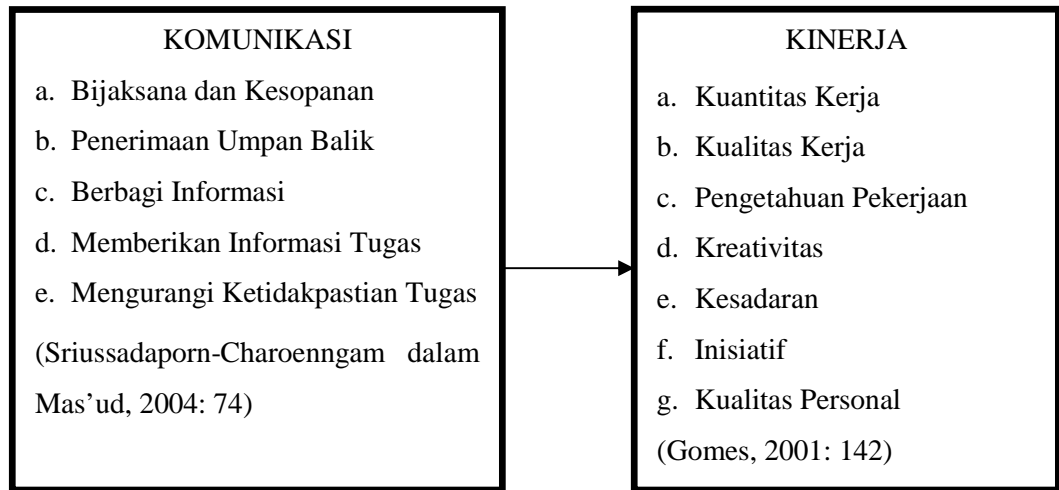 KOMUNIKASI
a. Bijaksana dan Kesopanan
b. Penerimaan Umpan Balik
c. Berbagi Informasi
d. Memberikan Informasi Tugas
e. Mengurangi Ketidakpastian Tugas
(Sriussadaporn-Charoenngam dalam
Mas’ud, 2004: 74)
KINERJA
a. Kuantitas Kerja
b. Kualitas Kerja
c. Pengetahuan Pekerjaan
d. Kreativitas
e. Kesadaran
f. Inisiatif
g. Kualitas Personal
(Gomes, 2001: 142)